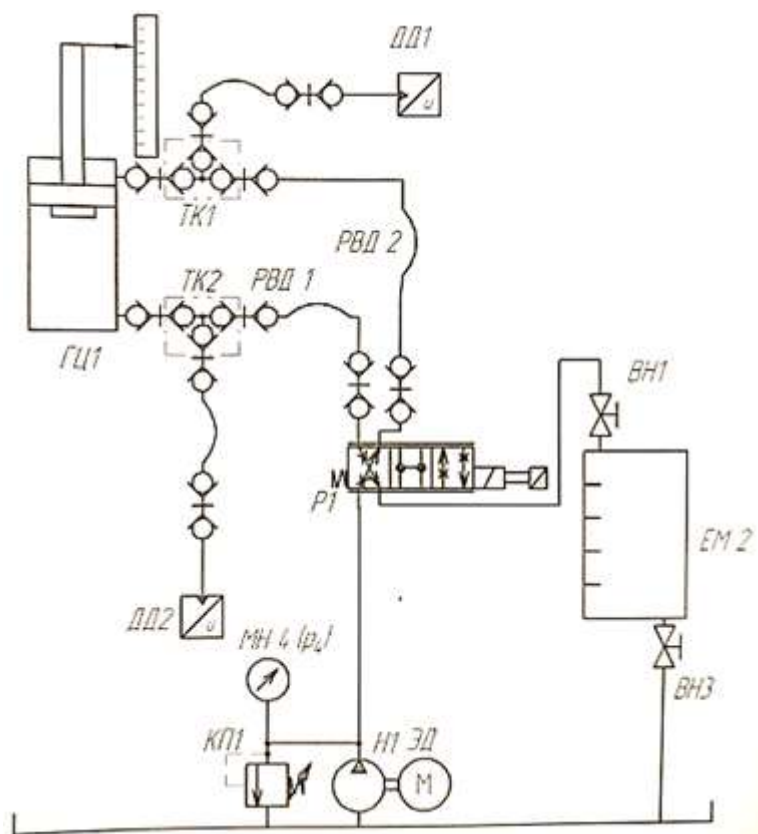 ДД1
u
ТК1
РВД 2
ТК2
РВД 1
ГЦ1
ВН1
Р1
ЕМ 2
ДД2
u
МН 4 (р₄)
ВН3
КП1
Н1
ЭД
М